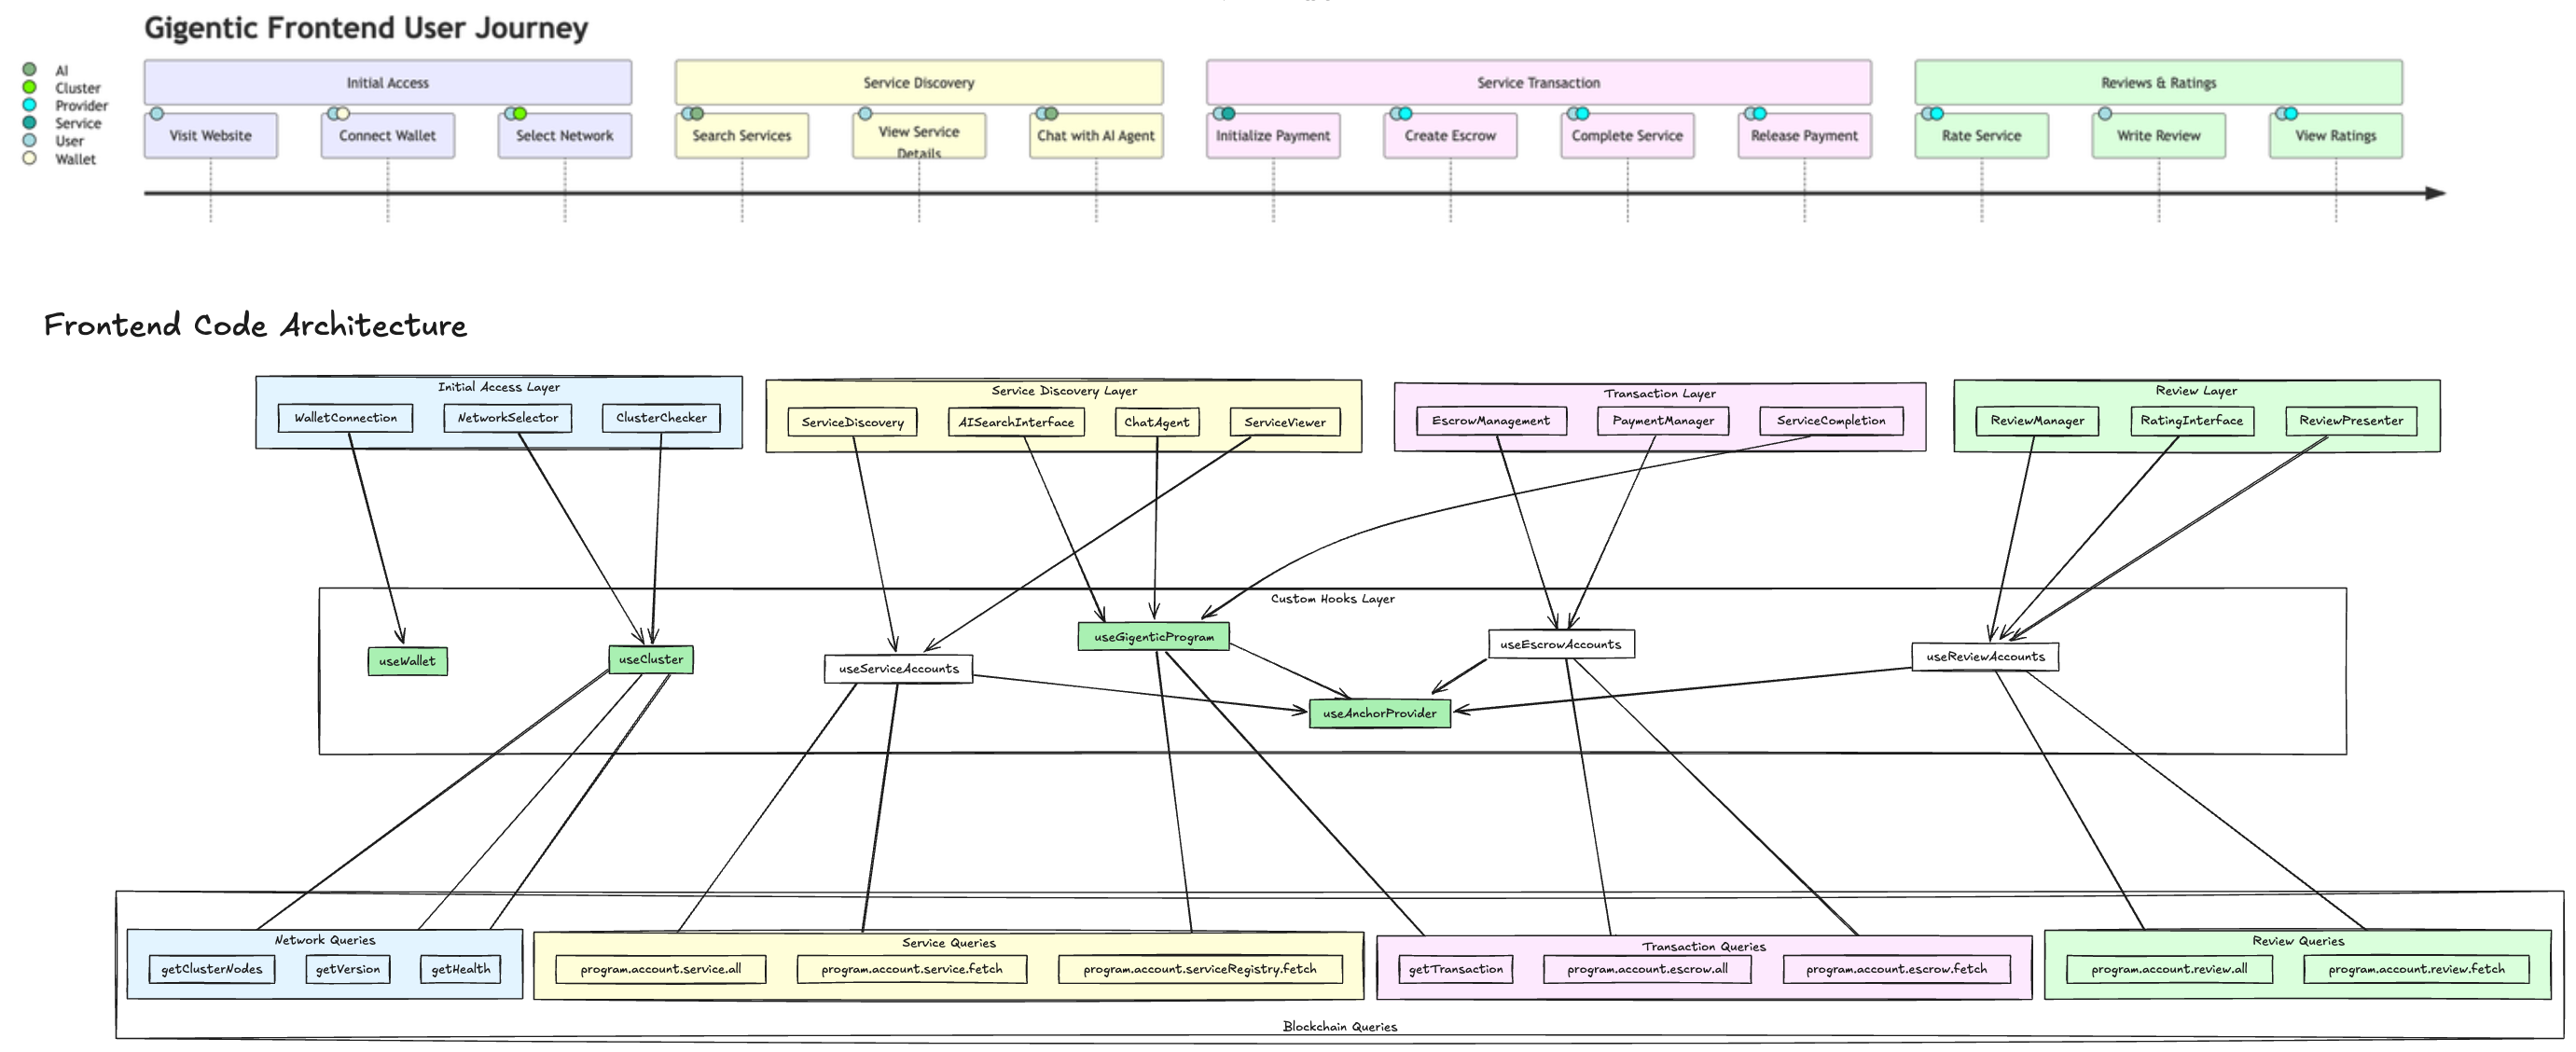 Gigentic Frontend User Journey
AI
Cluster
Provider
Service
User
Wallet
Initial Access
Service Discovery
Service Transaction
Reviews & Ratings
Visit Website
Connect Wallet
Select Network
Search Services
View Service
Details
Chat with AI Agent
Initialize Payment
Create Escrow
Complete Service
Release Payment
Rate Service
Write Review
View Ratings
Frontend Code Architecture
Initial Access Layer
WalletConnection
NetworkSelector
ClusterChecker
Service Discovery Layer
ServiceDiscovery
AISearchInterface
ChatAgent
ServiceViewer
Transaction Layer
EscrowManagement
PaymentManager
ServiceCompletion
Review Layer
ReviewManager
RatingInterface
ReviewPresenter
Custom Hooks Layer
useWallet
useCluster
useServiceAccounts
useGigenticProgram
useEscrowAccounts
useReviewAccounts
useAnchorProvider
Network Queries
getClusterNodes
getVersion
getHealth
Service Queries
program.account.service.all
program.account.service.fetch
program.account.serviceRegistry.fetch
Transaction Queries
getTransaction
program.account.escrow.all
program.account.escrow.fetch
Review Queries
program.account.review.all
program.account.review.fetch
Blockchain Queries